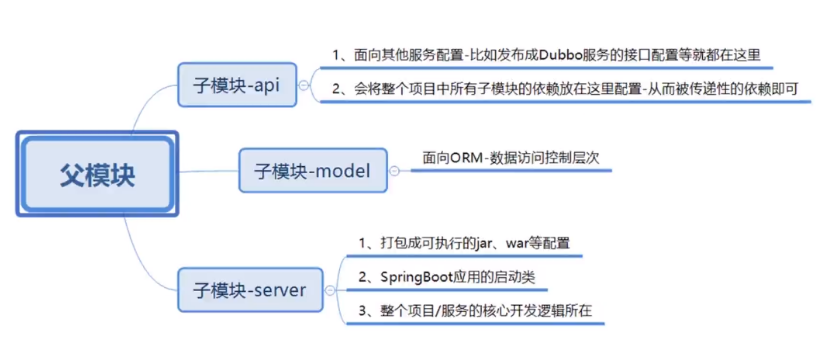 父模块
子模块-api
1、面向其他服务配置-比如发布成Dubbo服务的接口配置等就都在这里
2、会将整个项目中所有子模块的依赖放在这里配置-从而被传递性的依赖即可
子模块-model
面向ORM-数据访问控制层次
子模块-server
1、打包成可执行的jar、war等配置
2、SpringBoot应用的启动类
3、整个项目/服务的核心开发逻辑所在